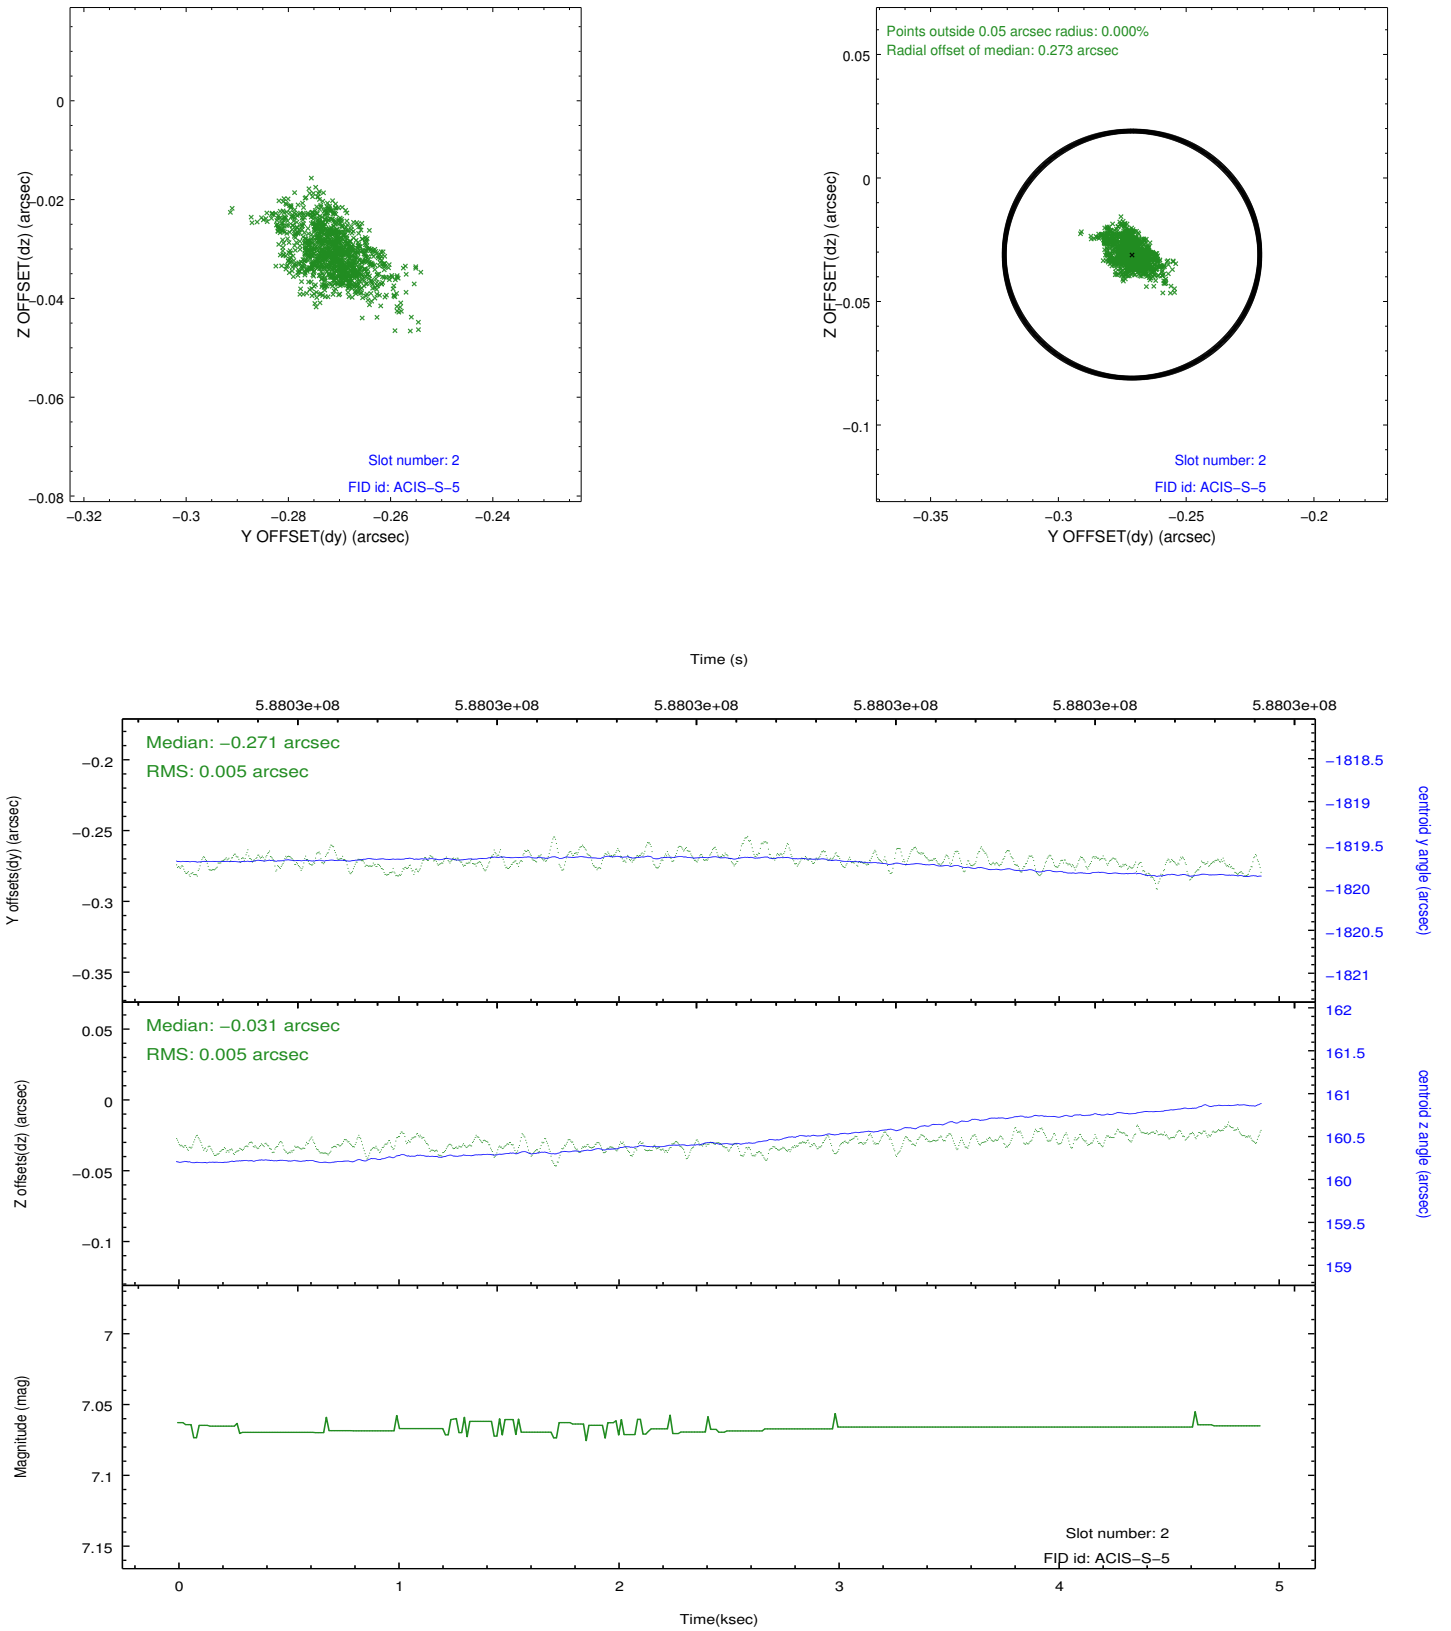 0
−0.02
−0.04
−0.06
−0.08
Z OFFSET(dz) (arcsec)
Slot number: 2
FID id: ACIS−S−5
−0.32
−0.3
−0.28
−0.26
−0.24
Y OFFSET(dy) (arcsec)
Points outside 0.05 arcsec radius: 0.000%
Radial offset of median: 0.273 arcsec
0.05
0
−0.05
−0.1
Z OFFSET(dz) (arcsec)
Slot number: 2
FID id: ACIS−S−5
−0.35
−0.3
−0.25
−0.2
Y OFFSET(dy) (arcsec)
Time (s)
5.8803e+08
5.8803e+08
5.8803e+08
5.8803e+08
5.8803e+08
5.8803e+08
Median: −0.271 arcsec
RMS: 0.005 arcsec
−0.2
−0.25
−0.3
−0.35
Y offsets(dy) (arcsec)
−1818.5
−1819
−1819.5
−1820
−1820.5
−1821
centroid y angle (arcsec)
Median: −0.031 arcsec
RMS: 0.005 arcsec
0.05
0
−0.05
−0.1
Z offsets(dz) (arcsec)
162
161.5
161
160.5
160
159.5
159
centroid z angle (arcsec)
7
7.05
7.1
7.15
Magnitude (mag)
Slot number: 2
FID id: ACIS−S−5
0
1
2
3
4
5
Time(ksec)